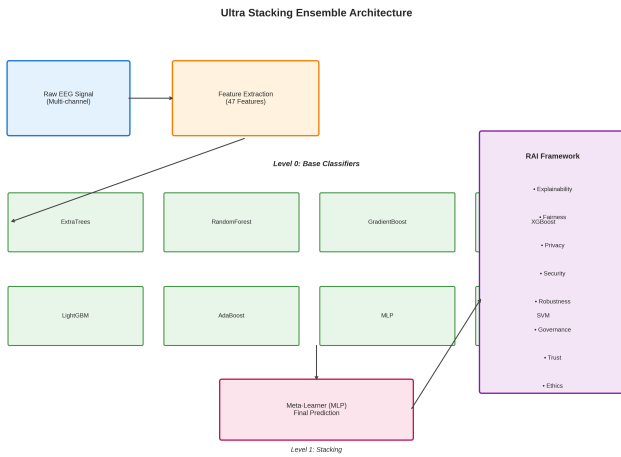 Ultra Stacking Ensemble Architecture
Raw EEG Signal
(Multi-channel)
Feature Extraction
(47 Features)
Level 0: Base Classifiers
ExtraTrees
RandomForest
GradientBoost
XGBoost
LightGBM
AdaBoost
MLP
SVM
RAI Framework
• Explainability
• Fairness
• Privacy
• Security
• Robustness
• Governance
• Trust
• Ethics
Meta-Learner (MLP)
Final Prediction
Level 1: Stacking